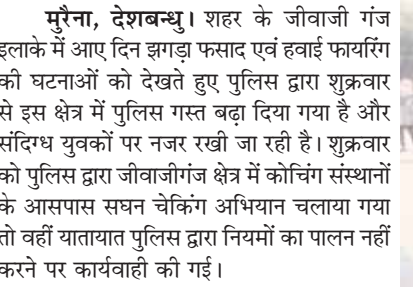 मुरैना, देशबन्धु। शहर के जीवाजी गंज
इलाके में आए दिन झगड़ा फसाद एवं हवाई फायरिंग
की घटनाओं को देखते हुए पुलिस द्वारा शुक्रवार
से इस क्षेत्र में पुलिस गस्त बढ़ा दिया गया है और
संदिग्ध युवकों पर नजर रखी जा रही है। शुक्रवार
को पुलिस द्वारा जीवाजीगंज क्षेत्र में कोचिंग संस्थानों
के आसपास सघन चेकिंग अभियान चलाया गया
तो वहीं यातायात पुलिस द्वारा नियमों का पालन नहीं
करने पर कार्यवाही की गई।